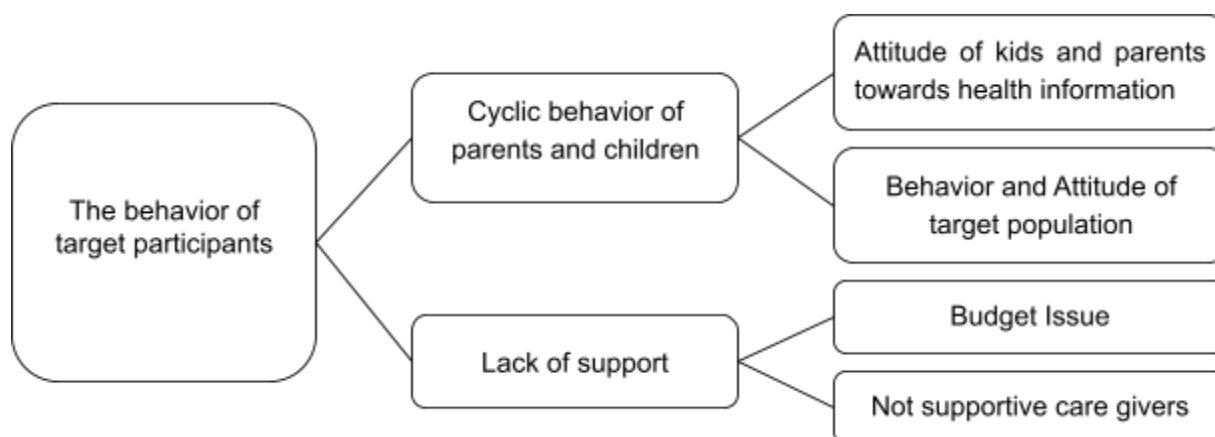 The behavior of
target participants
Cyclic behavior of
parents and children
Attitude of kids and parents
towards health information
Behavior and Attitude of
target population
Lack of support
Budget Issue
Not supportive care givers